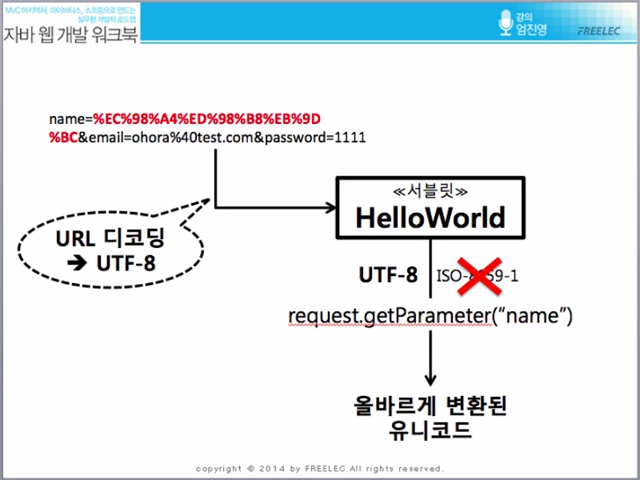 MVC 아키텍처, 마이바티스, 스프링으로 만드는
실무형 개발자 로드맵
자바 웹 개발 워크북
강의
엄진영
FREELEC
name=%EC%98%A4%ED%98%B8%EB%9D
%BC&email=ohora%40test.com&password=1111
≪서블릿≫
HelloWorld
URL 디코딩
➔ UTF-8
UTF-8 ISO-8859-1
request.getParameter(“name”)
올바르게 변환된
유니코드
copyright © 2014 by FREELEC.All rights reserved.